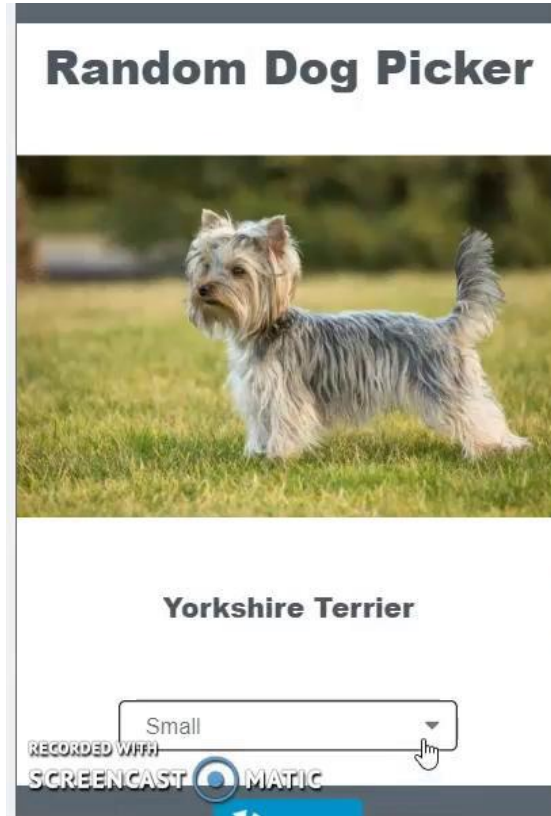 Random Dog Picker
Yorkshire Terrier
Small
RECORDED WITH
SCREENCAST MATIC